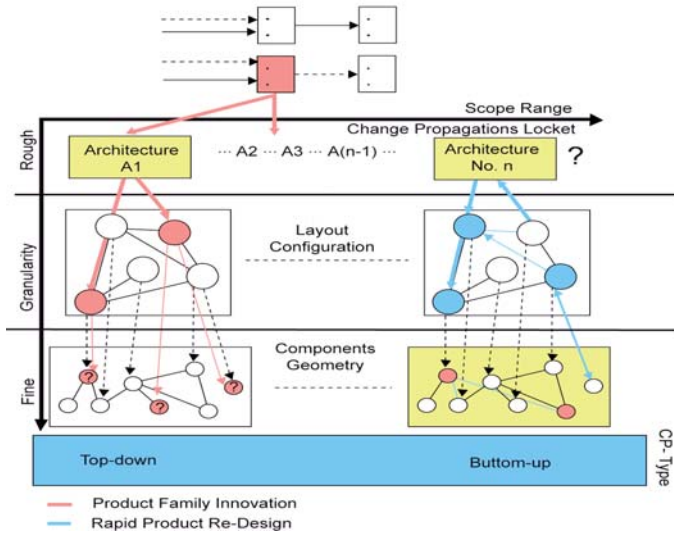 Scope Range
Change Propagations Locket
Rough
Architecture
A1
··· A2 ··· A3 ··· A(n-1) ···
Architecture
No. n
?
Granularity
Layout
Configuration
Fine
Components
Geometry
?
?
?
Top-down
Buttom-up
CP- Type
Product Family Innovation
Rapid Product Re-Design